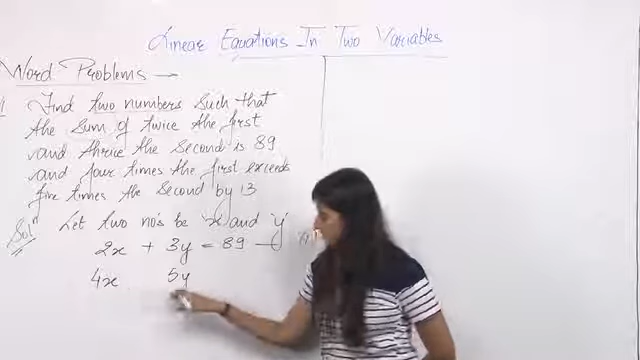 Linear Equations In Two Variables
Word Problems →
Find two numbers such that
the sum of twice the first
and thrice the second is 89
and four times the first exceeds
five times the second by 13
Solⁿ Let two no's be 'x' and 'y'
2x + 3y = 89 —
4x 5y